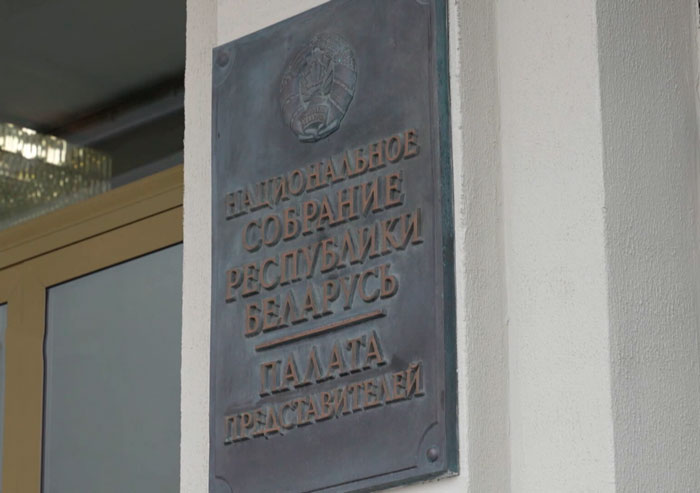 НАЦИОНАЛЬНОЕ
СОБРАНИЕ
РЕСПУБЛИКИ
БЕЛАРУСЬ
ПАЛАТА
ПРЕДСТАВИТЕЛЕЙ